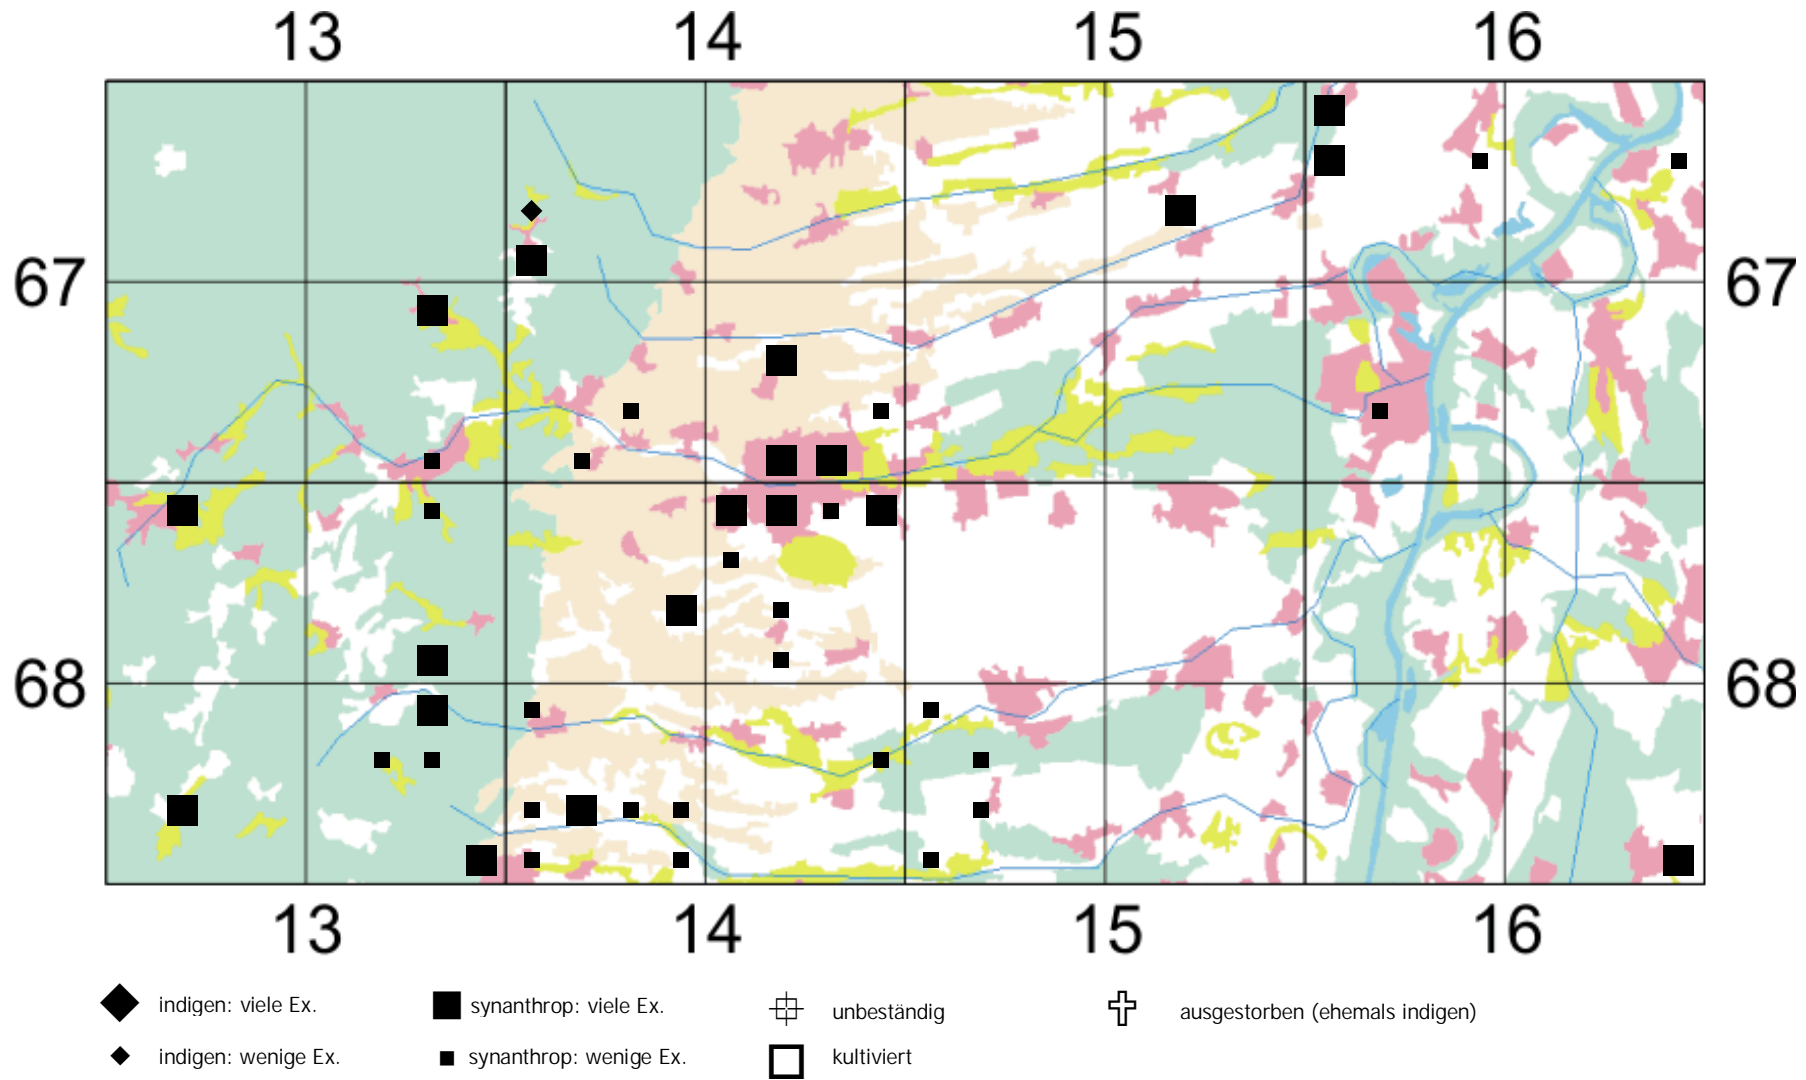 13 14 15 16
67 67
68 68
13 14 15 16
indigen: viele Ex. synanthrop: viele Ex. unbeständig ausgestorben (ehemals indigen)
indigen: wenige Ex. synanthrop: wenige Ex. kultiviert